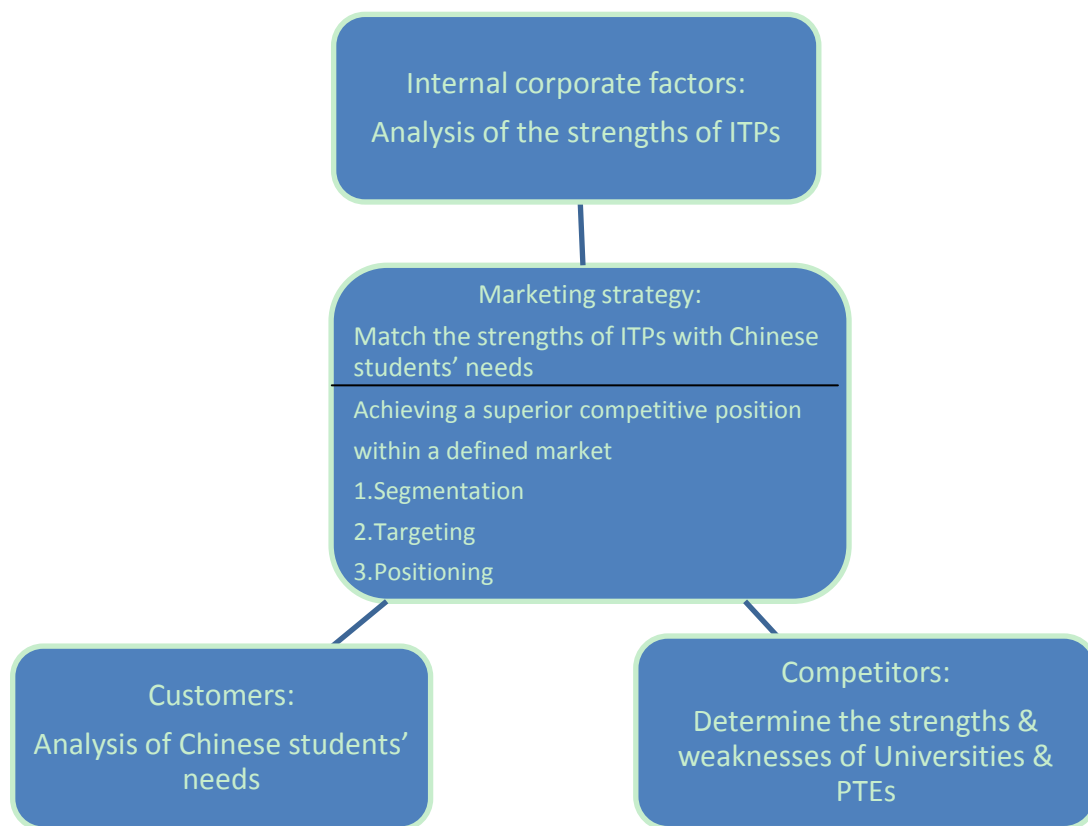 Internal corporate factors:
Analysis of the strengths of ITPs
Marketing strategy:
Match the strengths of ITPs with Chinese
students’ needs
Achieving a superior competitive position
within a defined market
1.Segmentation
2.Targeting
3.Positioning
Customers:
Analysis of Chinese students’
needs
Competitors:
Determine the strengths &
weaknesses of Universities &
PTEs